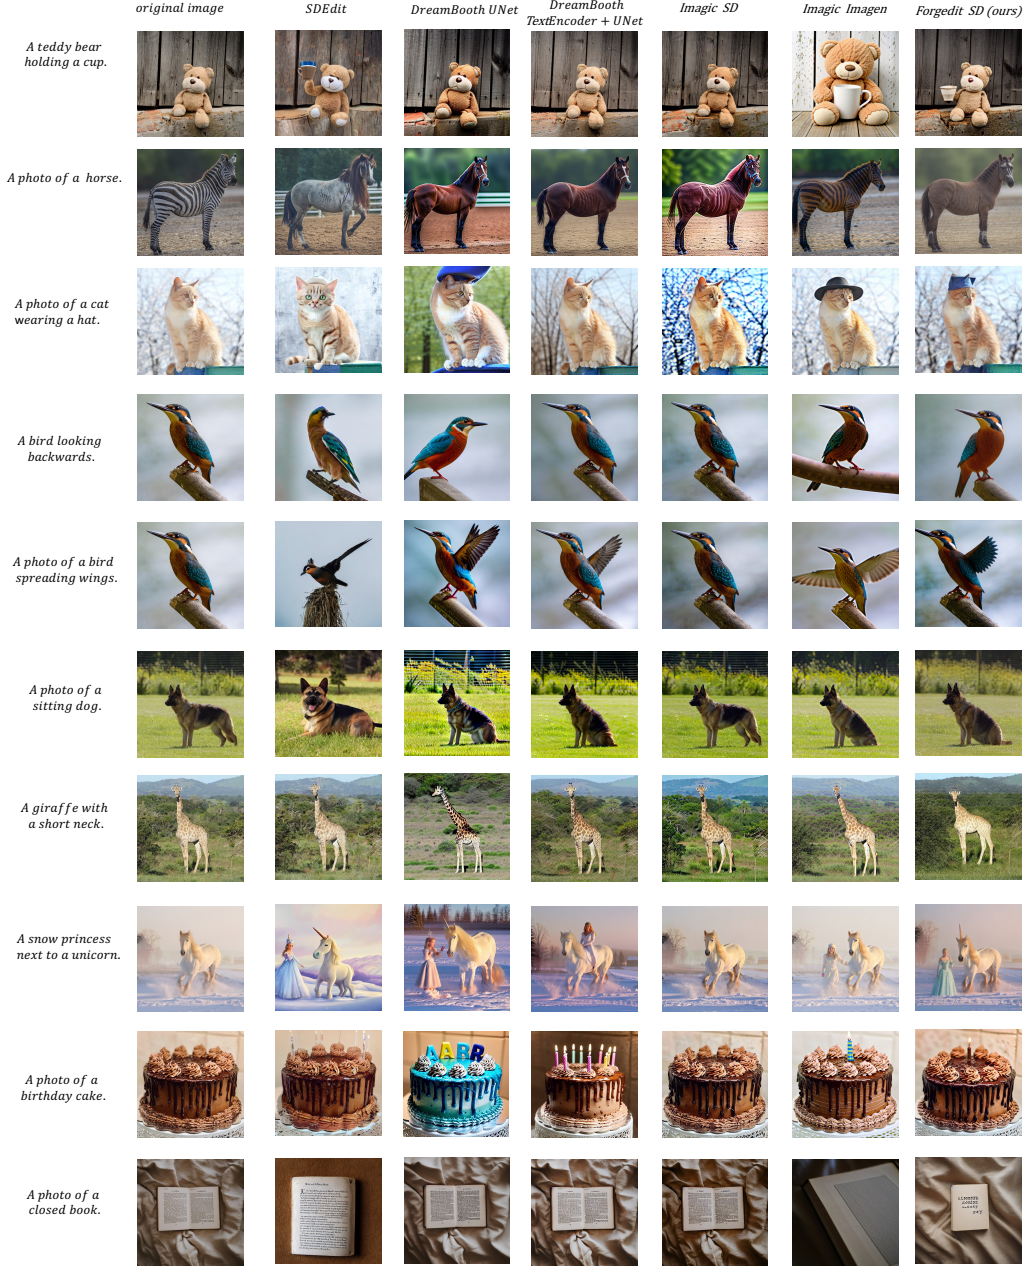 original image
SDEdit
DreamBooth UNet
DreamBooth
TextEncoder + UNet
Imagic SD
Imagic Imagen
Forgedit SD (ours)
A teddy bear
holding a cup.
A photo of a horse.
A photo of a cat
wearing a hat.
A bird looking
backwards.
A photo of a bird
spreading wings.
A photo of a
sitting dog.
A giraffe with
a short neck.
A snow princess
next to a unicorn.
A photo of a
birthday cake.
A photo of a
closed book.